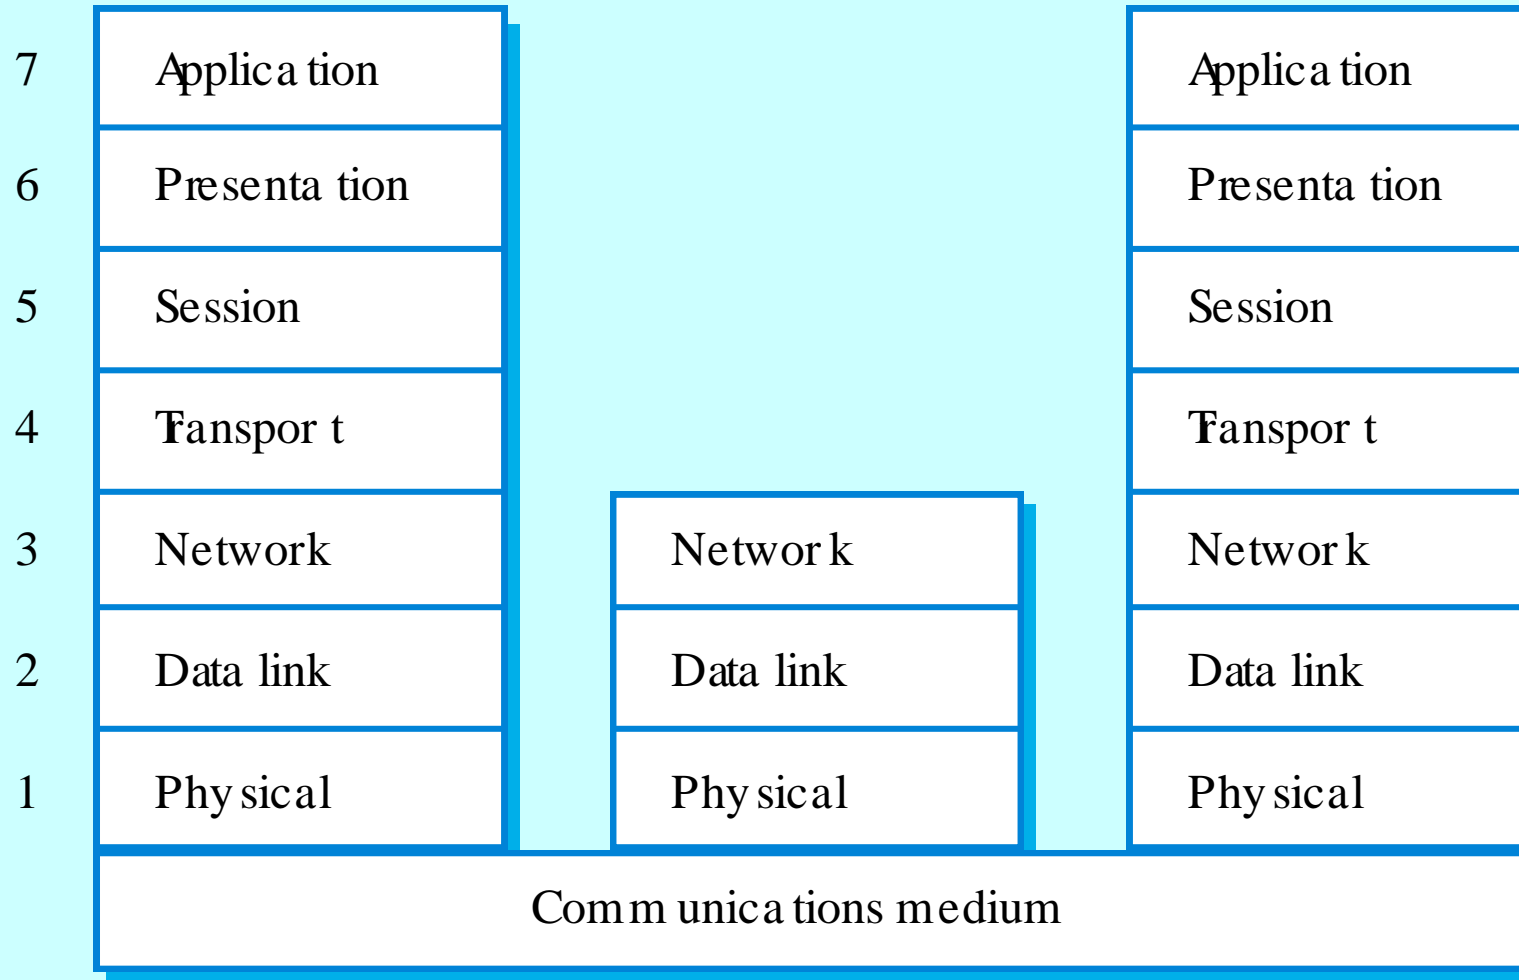 7 Application Application
6 Presentation Presentation
5 Session Session
4 Transport Transport
3 Network Network Network
2 Data link Data link Data link
1 Physical Physical Physical
Communications medium